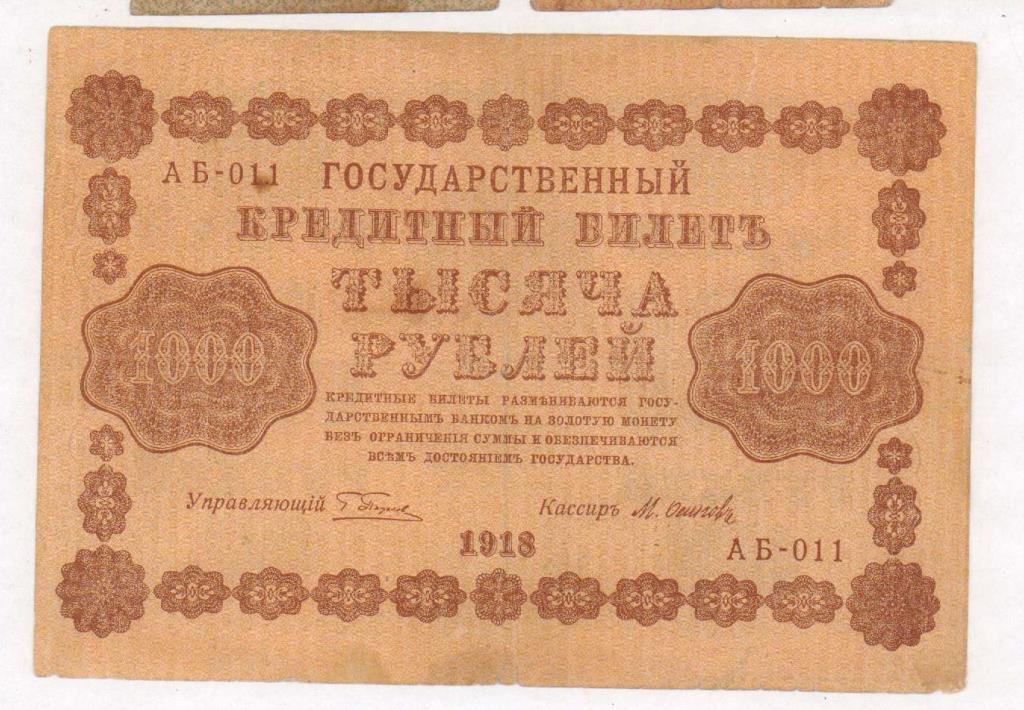 АБ-011 ГОСУДАРСТВЕННЫЙ
КРЕДИТНЫЙ БИЛЕТЪ
ТЫСЯЧА
РУБЛЕЙ
1000
1000
КРЕДИТНЫЕ БИЛЕТЫ РАЗМѢНИВАЮТСЯ ГОСУ-
ДАРСТВЕННЫМЪ БАНКОМЪ НА ЗОЛОТУЮ МОНЕТУ
БЕЗЪ ОГРАНИЧЕНІЯ СУММЫ И ОБЕЗПЕЧИВАЮТСЯ
ВСѢМЪ ДОСТОЯНІЕМЪ ГОСУДАРСТВА.
Управляющій
Кассиръ М. Осиповъ
1918
АБ-011